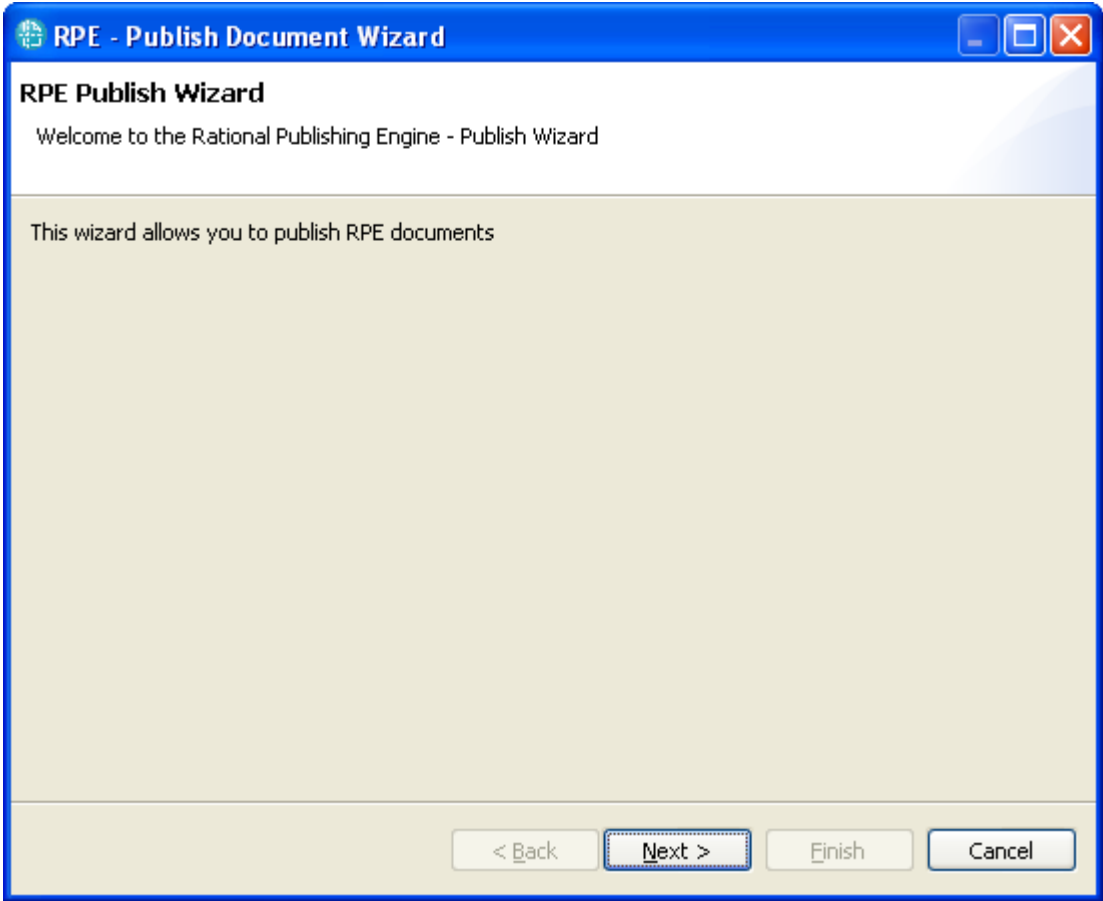 RPE - Publish Document Wizard
RPE Publish Wizard
Welcome to the Rational Publishing Engine - Publish Wizard
This wizard allows you to publish RPE documents
< Back Next > Finish Cancel